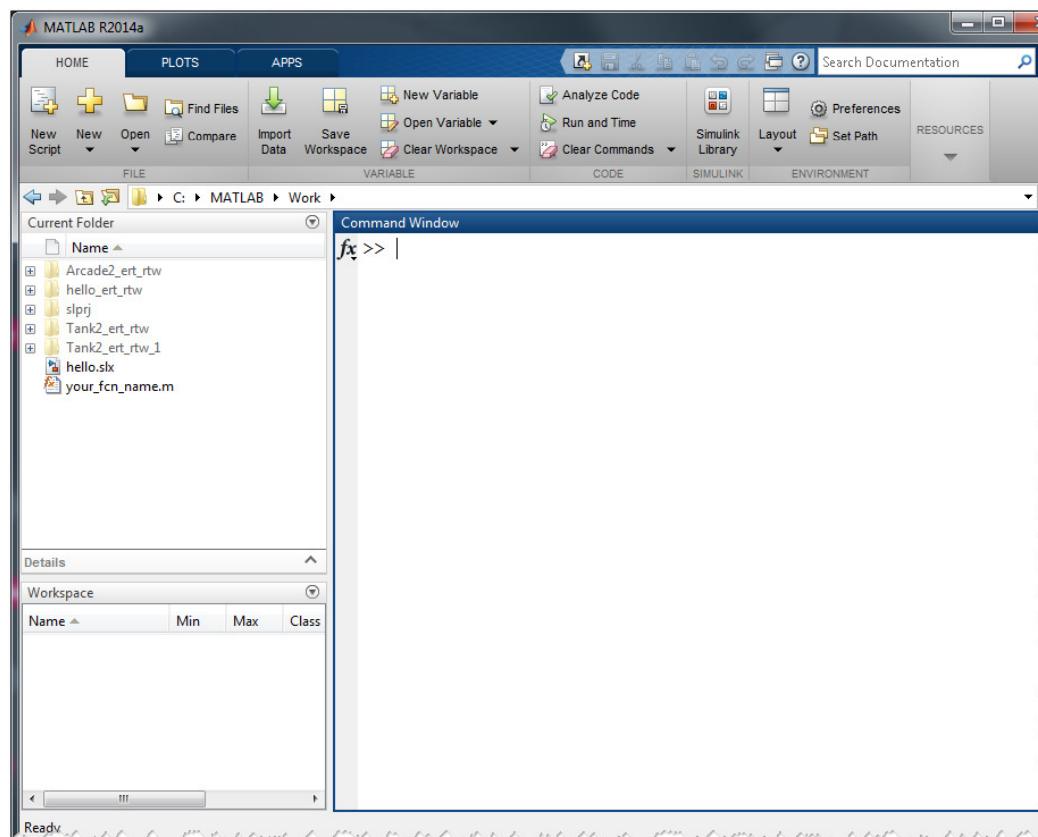 MATLAB R2014a
HOME PLOTS APPS Search Documentation
New Script New Open Find Files Compare Import Data Save Workspace New Variable Open Variable Clear Workspace Analyze Code Run and Time Clear Commands Simulink Library Layout Preferences Set Path RESOURCES
FILE VARIABLE CODE SIMULINK ENVIRONMENT
C: MATLAB Work
Current Folder
Name
Arcade2_ert_rtw
hello_ert_rtw
slprj
Tank2_ert_rtw
Tank2_ert_rtw_1
hello.slx
your_fcn_name.m
Details
Workspace
Name Min Max Class
Command Window
fx >>
Ready